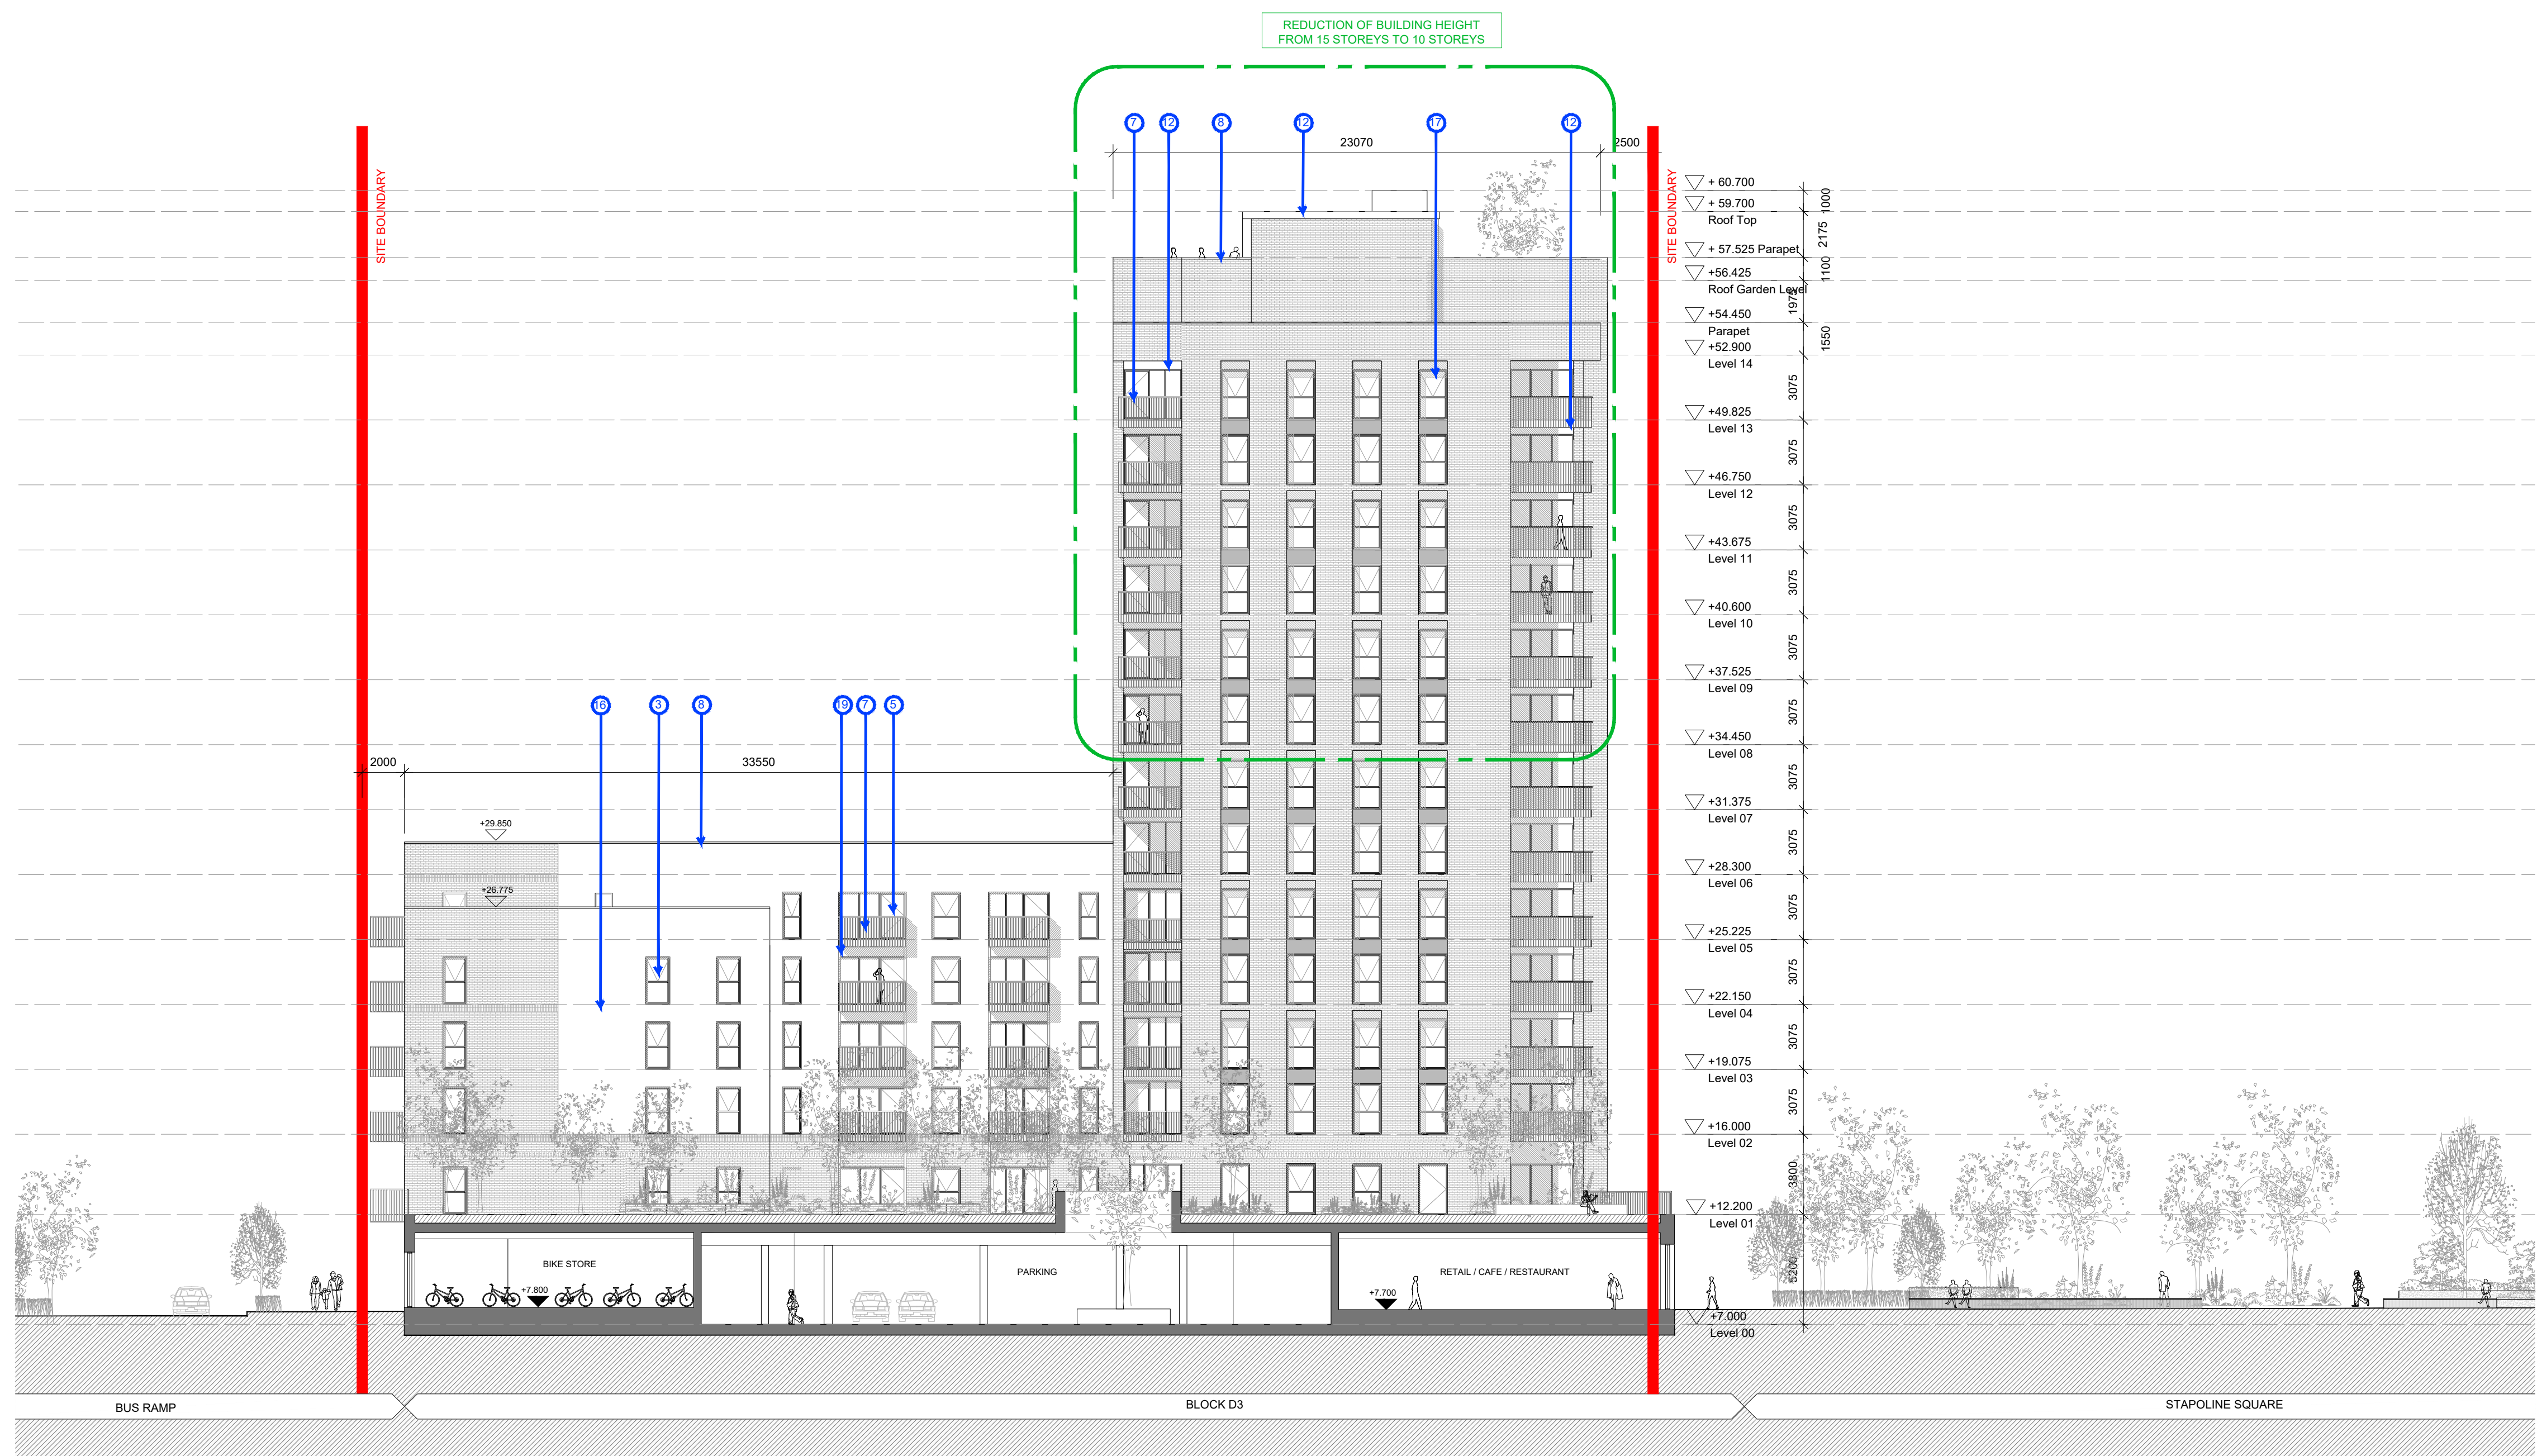 REDUCTION OF BUILDING HEIGHT
FROM 15 STOREYS TO 10 STOREYS
7
12
8
12
17
12
23070
2500
SITE BOUNDARY
SITE BOUNDARY
+ 60.700
1000
+ 59.700
Roof Top
2175
+ 57.525 Parapet
1100
+56.425
Roof Garden Level
1975
+54.450
Parapet
1550
+52.900
Level 14
3075
+49.825
Level 13
3075
+46.750
Level 12
3075
+43.675
Level 11
3075
+40.600
Level 10
3075
+37.525
Level 09
3075
+34.450
Level 08
3075
+31.375
Level 07
3075
+28.300
Level 06
3075
+25.225
Level 05
3075
+22.150
Level 04
3075
+19.075
Level 03
3075
+16.000
Level 02
3800
+12.200
Level 01
5200
+7.000
Level 00
16
3
8
19
7
5
2000
33550
+29.850
+26.775
BIKE STORE
+7.800
PARKING
RETAIL / CAFE / RESTAURANT
+7.700
BUS RAMP
BLOCK D3
STAPOLINE SQUARE